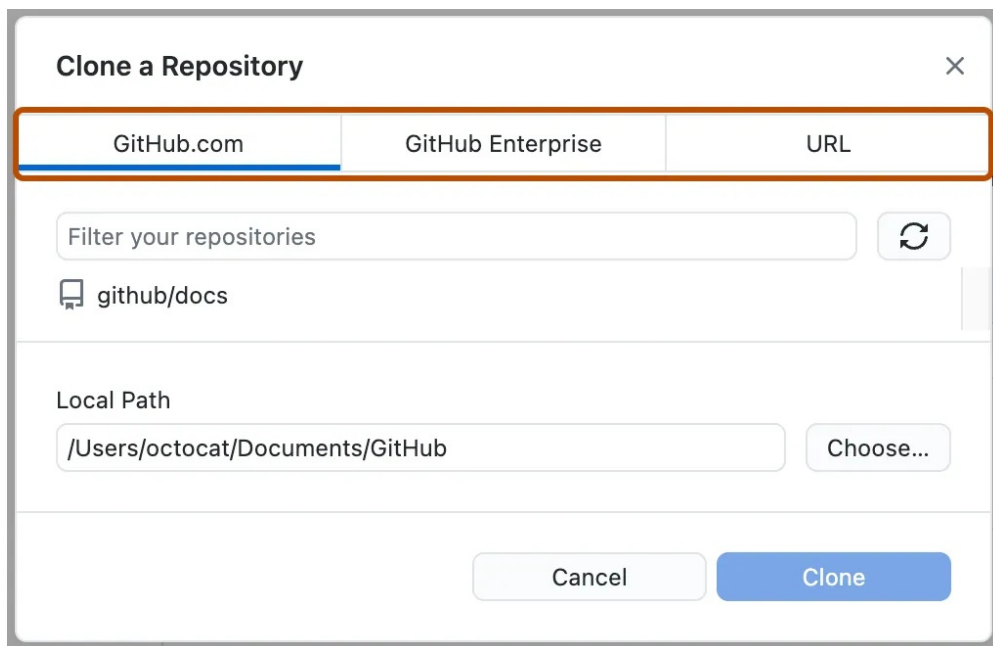 Clone a Repository
GitHub.com GitHub Enterprise URL
Filter your repositories
github/docs
Local Path
/Users/octocat/Documents/GitHub Choose...
Cancel Clone